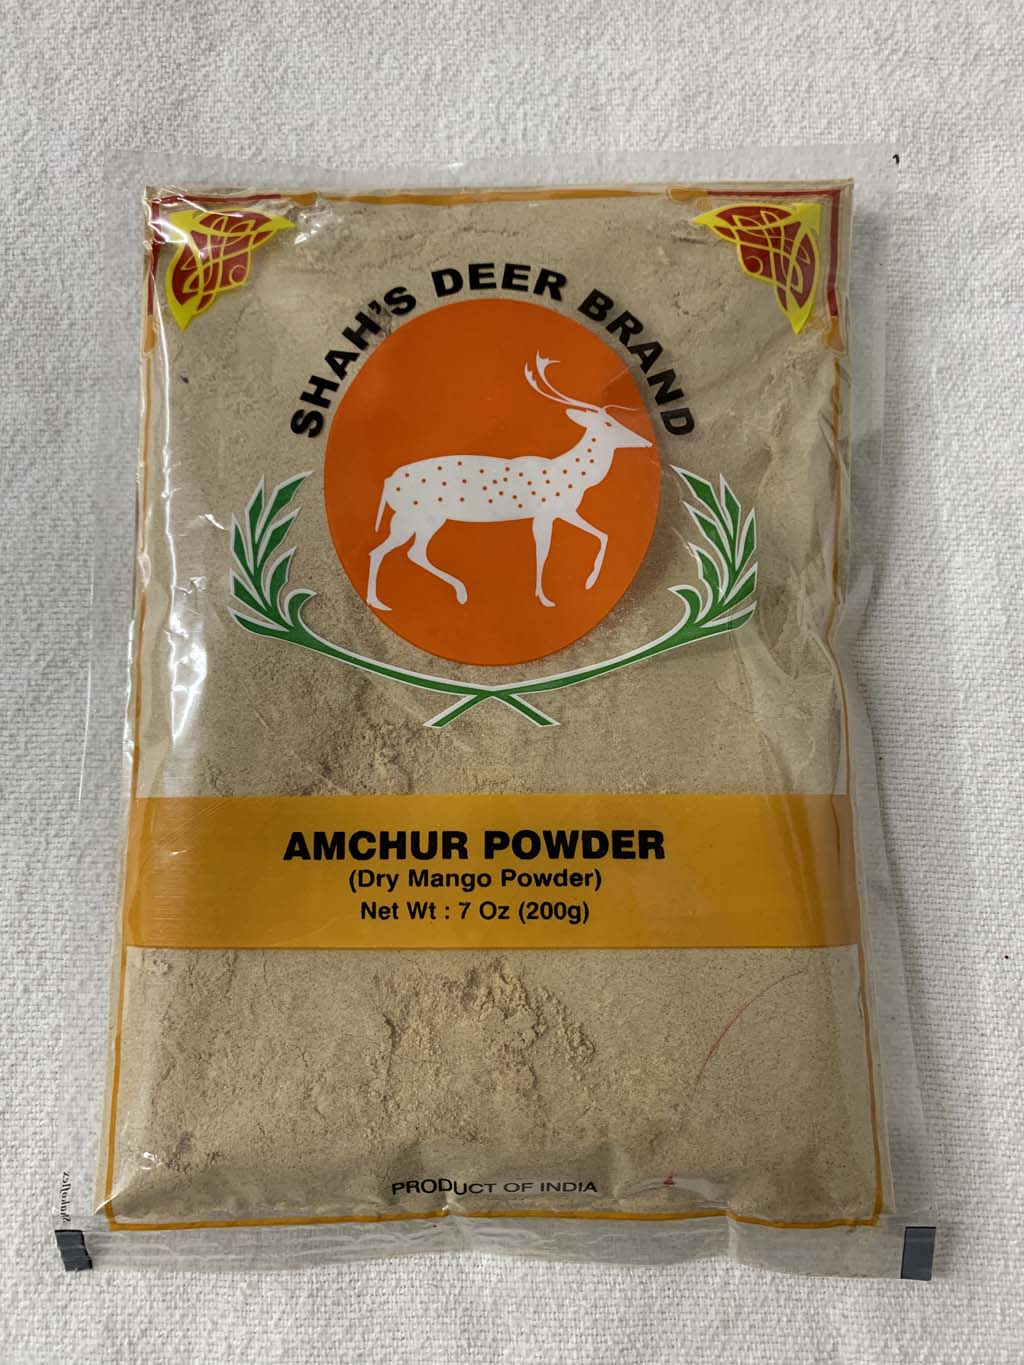 SHAH'S DEER BRAND
AMCHUR POWDER
(Dry Mango Powder)
Net Wt : 7 Oz (200g)
PRODUCT OF INDIA